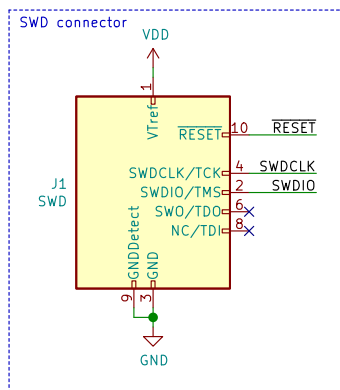 SWD connector
VDD
1
VTref
RESET 10 RESET
SWDCLK/TCK 4 SWDCLK
J1
SWDIO/TMS 2 SWDIO
SWD
SWO/TDO 6
NC/TDI 8
GNDDetect
GND
9
3
GND